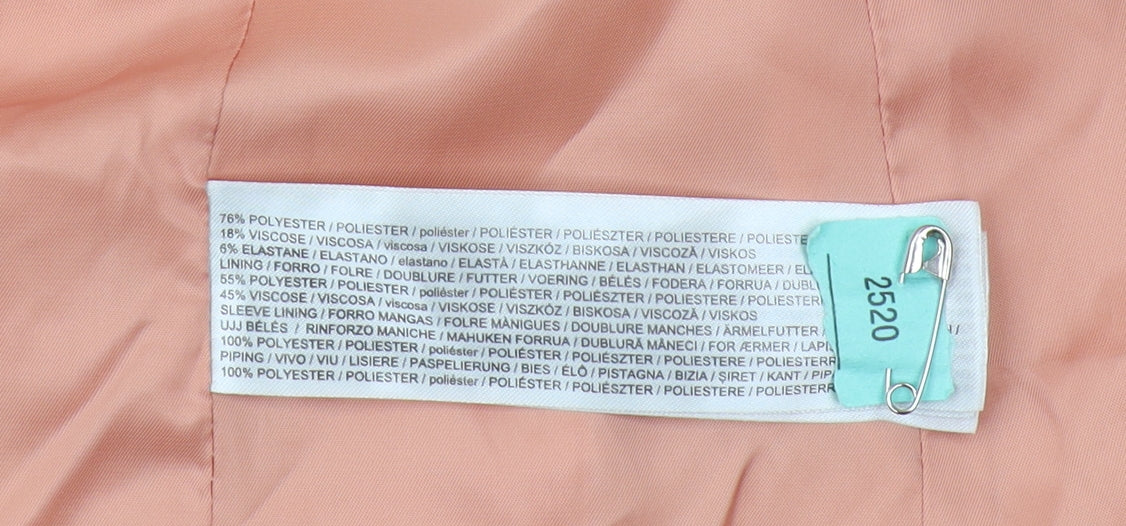 76% POLYESTER / POLIESTER / poliéster / POLIÉSTER / POLIÉSZTER / POLIESTERE / POLIESTE
18% VISCOSE / VISCOSA / viscosa / VISKOSE / VISZKÓZ / BISKOSA / VISCOZĂ / VISKOS
6% ELASTANE / ELASTANO / elastano / ELASTÀ / ELASTHANNE / ELASTHAN / ELASTOMEER / EL
LINING / FORRO / FOLRE / DOUBLURE / FUTTER / VOERING / BÉLÉS / FODERA / FORRUA / DUBL
55% POLYESTER / POLIESTER / poliéster / POLIÉSTER / POLIÉSZTER / POLIESTERE / POLIESTER
45% VISCOSE / VISCOSA / viscosa / VISKOSE / VISZKÓZ / BISKOSA / VISCOZĂ / VISKOS
SLEEVE LINING / FORRO MANGAS / FOLRE MÀNIGUES / DOUBLURE MANCHES / ÄRMELFUTTER /
UJJ BÉLÉS / RINFORZO MANICHE / MAHUKEN FORRUA / DUBLURĂ MÂNECI / FOR ÆRMER / LAPI
100% POLYESTER / POLIESTER / poliéster / POLIÉSTER / POLIÉSZTER / POLIESTERE / POLIESTERR
PIPING / VIVO / VIU / LISIERE / PASPELIERUNG / BIES / ÉLŐ / PISTAGNA / BIZIA / ŞIRET / KANT / PIP
100% POLYESTER / POLIESTER / poliéster / POLIÉSTER / POLIÉSZTER / POLIESTERE / POLIESTERR
2520